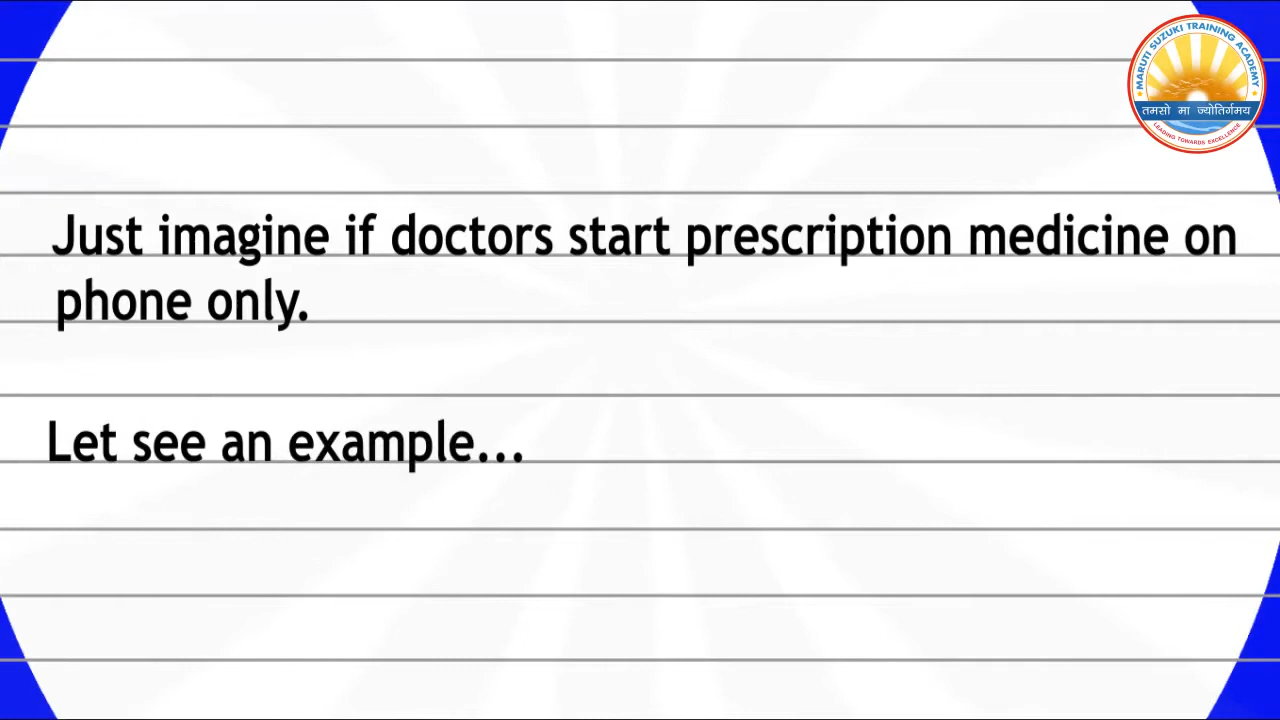 MARUTI SUZUKI TRAINING ACADEMY
तमसो मा ज्योतिर्गमय
LEADING TOWARDS EXCELLENCE
Just imagine if doctors start prescription medicine on
phone only.
Let see an example...